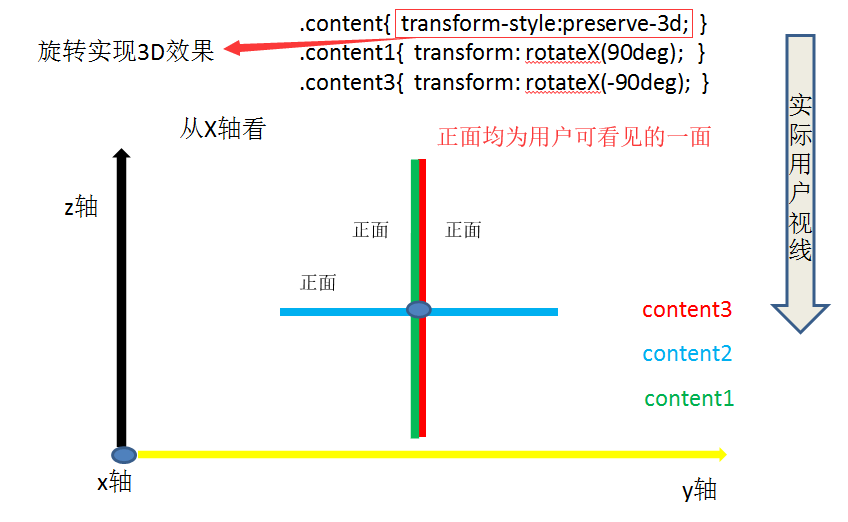 .content{ transform-style:preserve-3d; }
旋转实现3D效果
.content1{ transform: rotateX(90deg); }
.content3{ transform: rotateX(-90deg); }
从X轴看
正面均为用户可看见的一面
实际用户视线
z轴
正面
正面
正面
content3
content2
content1
x轴
y轴